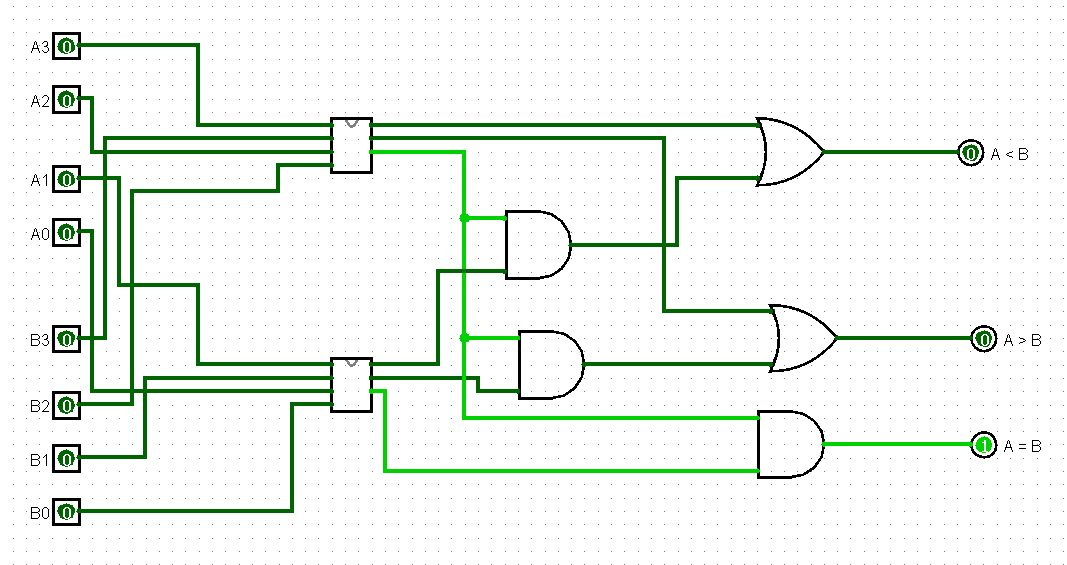 A3 0
A2 0
A1 0
A0 0
B3 0
B2 0
B1 0
B0 0
0 A < B
0 A > B
1 A = B